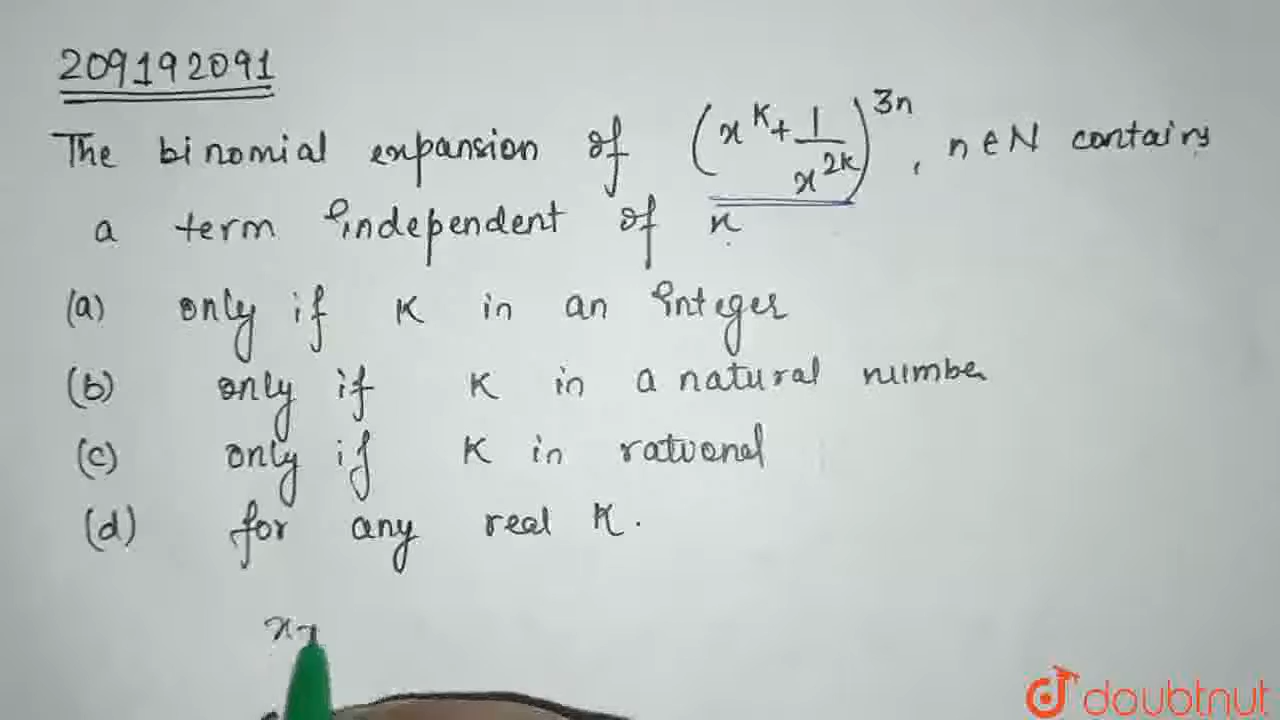 209192091
The binomial expansion of (x^k + 1/x^{2k})^{3n}, n∈N contains
a term independent of x
(a) only if K in an integer
(b) only if K in a natural number
(c) only if K in rational
(d) for any real K.
x
doubtnut